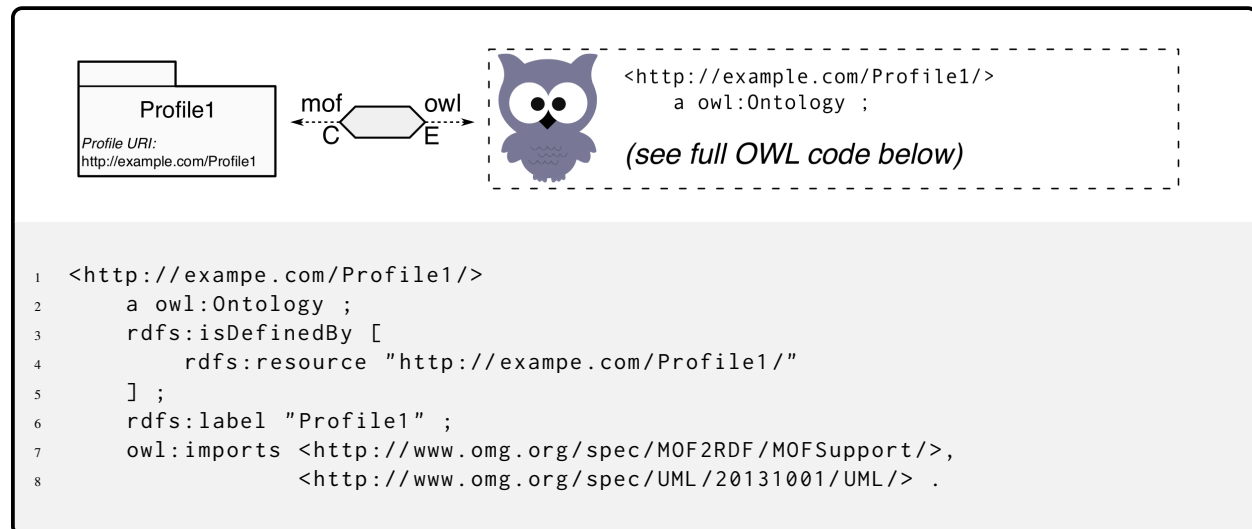 Profile1
Profile URI:
http://example.com/Profile1
mof
C
owl
E
<http://example.com/Profile1/>
    a owl:Ontology ;
(see full OWL code below)
1 <http://exampe.com/Profile1/>
2     a owl:Ontology ;
3     rdfs:isDefinedBy [
4         rdfs:resource "http://exampe.com/Profile1/"
5     ] ;
6     rdfs:label "Profile1" ;
7     owl:imports <http://www.omg.org/spec/MOF2RDF/MOFSupport/>,
8                 <http://www.omg.org/spec/UML/20131001/UML/> .